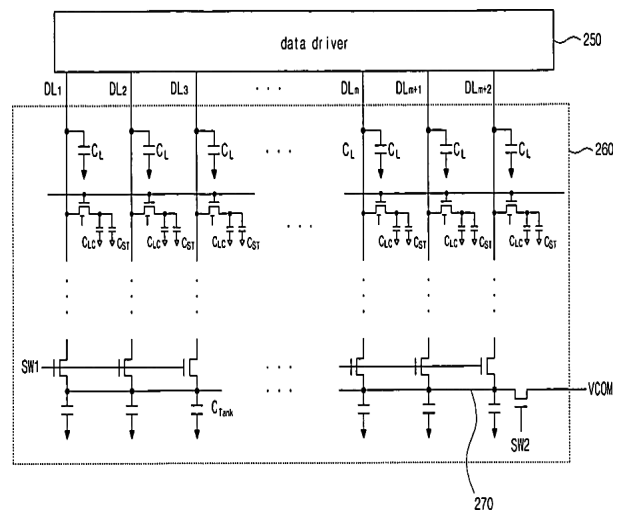 data driver
250
DL1 DL2 DL3 . . . DLm DLm+1 DLm+2
260
CL CL CL . . . CL CL CL
CLC CST CLC CST CLC CST . . . CLC CST CLC CST CLC CST
SW1
CTank
VCOM
SW2
270